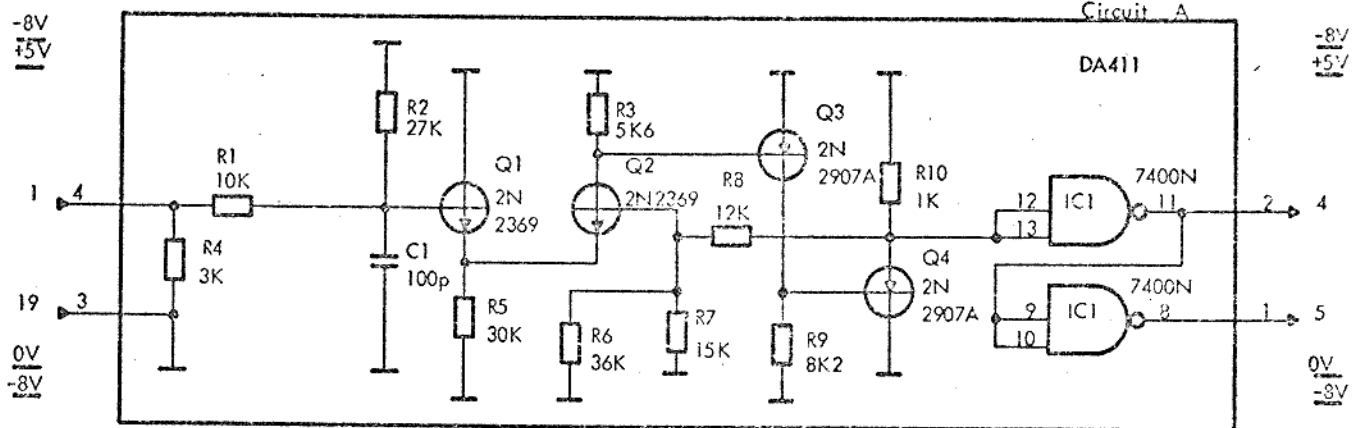 Circuit A
-8V
+5V
-8V
+5V
DA411
R2
27K
R3
5K6
Q3
2N
2907A
R1
10K
Q1
2N
2369
Q2
2N2369
R8
12K
R10
1K
7400N
IC1
12
13
11
1
4
2
4
R4
3K
C1
100p
Q4
2N
2907A
7400N
IC1
9
10
8
19
3
1
5
R5
30K
R6
36K
R7
15K
R9
8K2
0V
-8V
0V
-8V